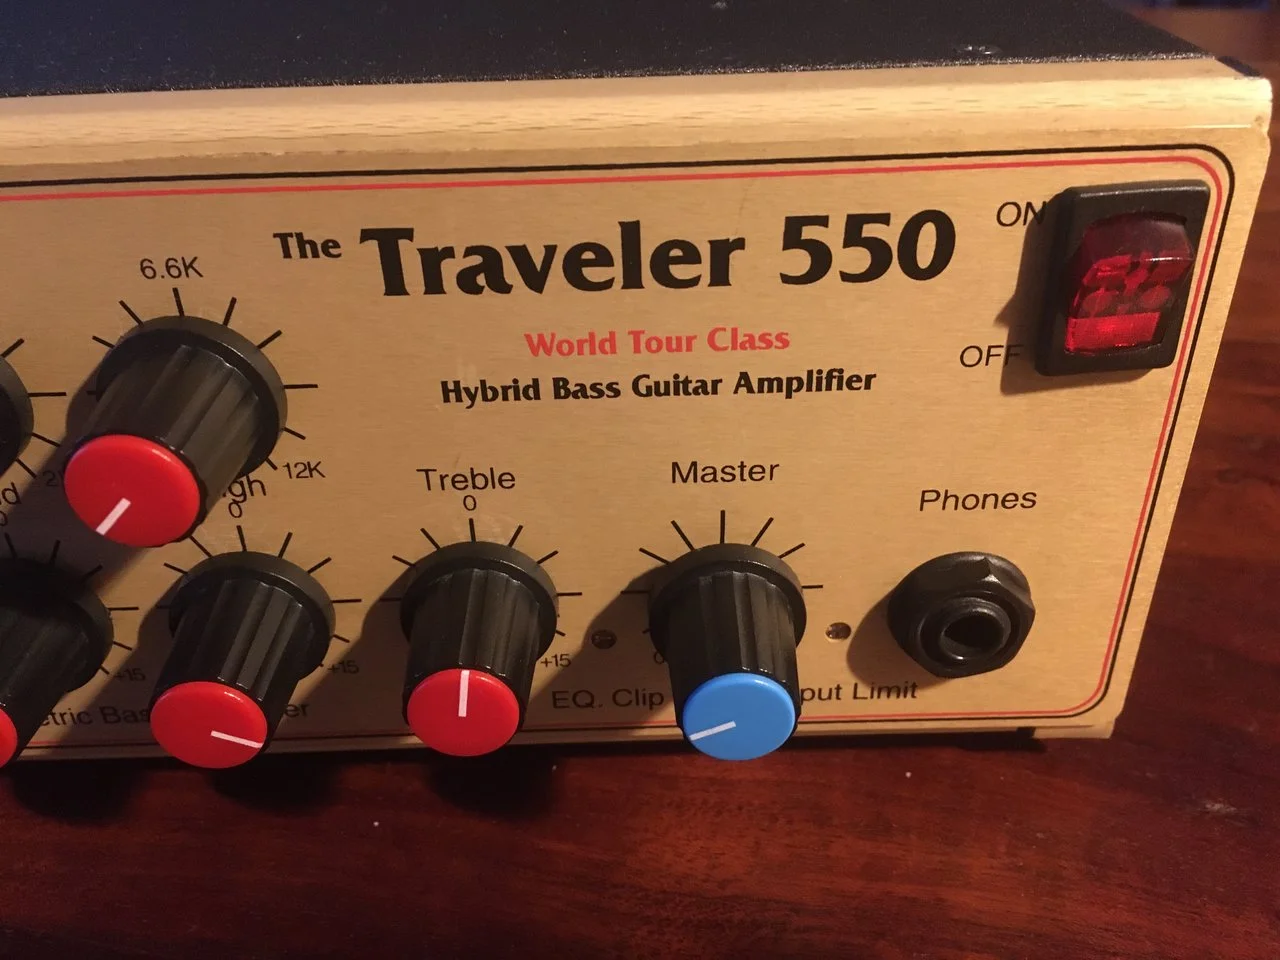 The Traveler 550
World Tour Class
Hybrid Bass Guitar Amplifier
ON
OFF
6.6K
12K
Treble
0
+15
Master
0
Phones
0
+15
+15
EQ. Clip